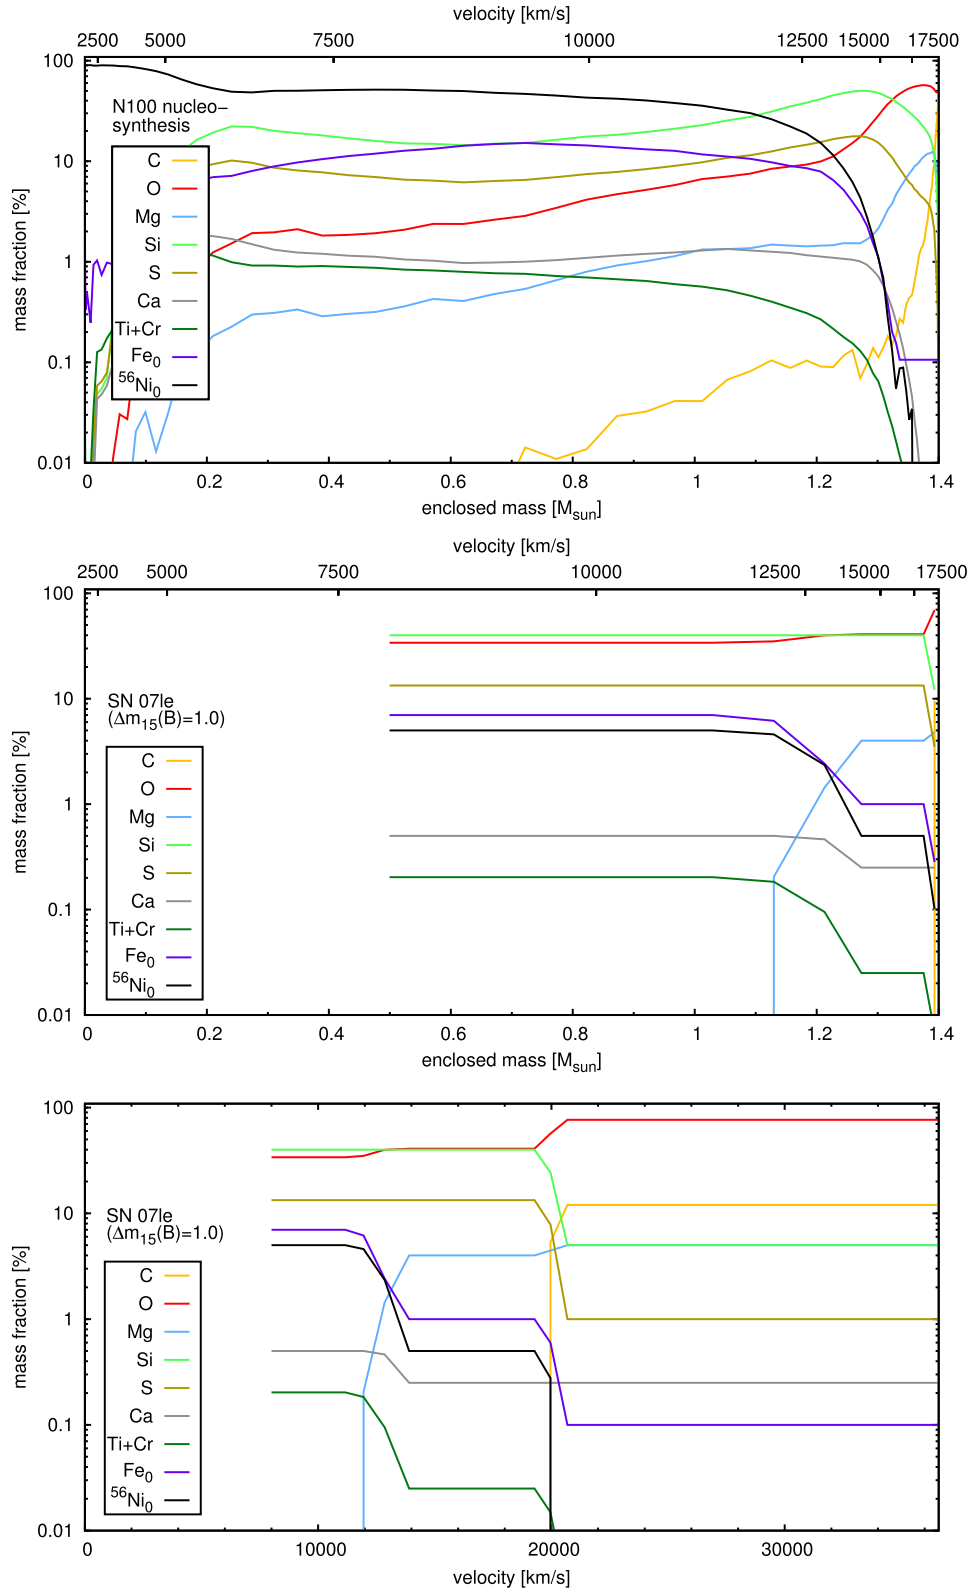 velocity [km/s]
2500 5000 7500 10000 12500 15000 17500
100
10
1
0.1
0.01
mass fraction [%]
N100 nucleo-
synthesis
C
O
Mg
Si
S
Ca
Ti+Cr
Fe0
56Ni0
0 0.2 0.4 0.6 0.8 1 1.2 1.4
enclosed mass [Msun]
velocity [km/s]
2500 5000 7500 10000 12500 15000 17500
100
10
1
0.1
0.01
mass fraction [%]
SN 07le
(Δm15(B)=1.0)
C
O
Mg
Si
S
Ca
Ti+Cr
Fe0
56Ni0
0 0.2 0.4 0.6 0.8 1 1.2 1.4
enclosed mass [Msun]
100
10
1
0.1
0.01
mass fraction [%]
SN 07le
(Δm15(B)=1.0)
C
O
Mg
Si
S
Ca
Ti+Cr
Fe0
56Ni0
0 10000 20000 30000
velocity [km/s]